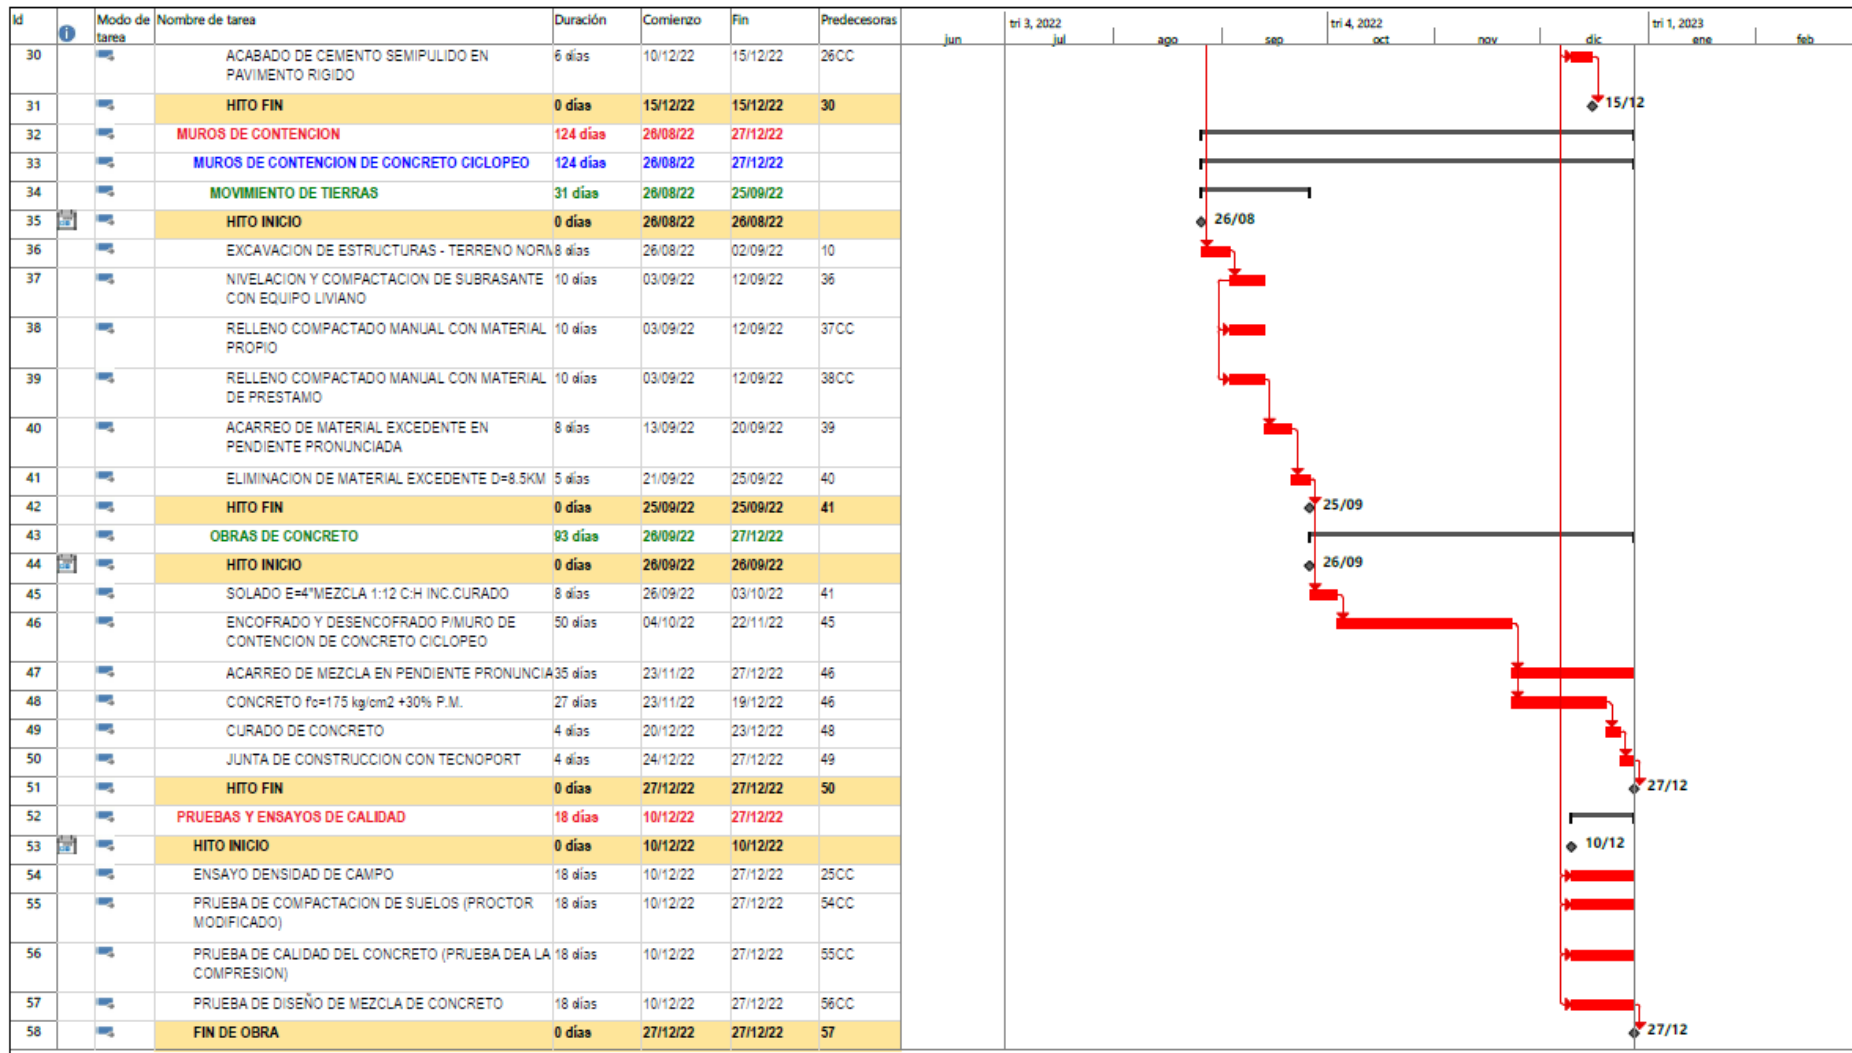 Id Modo de Nombre de tarea Duración Comienzo Fin Predecesoras tri 3, 2022 tri 4, 2022 tri 1, 2023
tarea jun jul ago sep oct nov dic ene feb
30 ACABADO DE CEMENTO SEMIPULIDO EN 6 días 10/12/22 15/12/22 26CC
PAVIMENTO RIGIDO
31 HITO FIN 0 días 15/12/22 15/12/22 30 15/12
32 MUROS DE CONTENCION 124 días 26/08/22 27/12/22
33 MUROS DE CONTENCION DE CONCRETO CICLOPEO 124 días 26/08/22 27/12/22
34 MOVIMIENTO DE TIERRAS 31 días 26/08/22 25/09/22
35 HITO INICIO 0 días 26/08/22 26/08/22 26/08
36 EXCAVACION DE ESTRUCTURAS - TERRENO NORM 8 días 26/08/22 02/09/22 10
37 NIVELACION Y COMPACTACION DE SUBRASANTE 10 días 03/09/22 12/09/22 36
CON EQUIPO LIVIANO
38 RELLENO COMPACTADO MANUAL CON MATERIAL 10 días 03/09/22 12/09/22 37CC
PROPIO
39 RELLENO COMPACTADO MANUAL CON MATERIAL 10 días 03/09/22 12/09/22 38CC
DE PRESTAMO
40 ACARREO DE MATERIAL EXCEDENTE EN 8 días 13/09/22 20/09/22 39
PENDIENTE PRONUNCIADA
41 ELIMINACION DE MATERIAL EXCEDENTE D=8.5KM 5 días 21/09/22 25/09/22 40
42 HITO FIN 0 días 25/09/22 25/09/22 41 25/09
43 OBRAS DE CONCRETO 93 días 26/09/22 27/12/22
44 HITO INICIO 0 días 26/09/22 26/09/22 26/09
45 SOLADO E=4"MEZCLA 1:12 C:H INC.CURADO 8 días 26/09/22 03/10/22 41
46 ENCOFRADO Y DESENCOFRADO P/MURO DE 50 días 04/10/22 22/11/22 45
CONTENCION DE CONCRETO CICLOPEO
47 ACARREO DE MEZCLA EN PENDIENTE PRONUNCIA 35 días 23/11/22 27/12/22 46
48 CONCRETO f'c=175 kg/cm2 +30% P.M. 27 días 23/11/22 19/12/22 46
49 CURADO DE CONCRETO 4 días 20/12/22 23/12/22 48
50 JUNTA DE CONSTRUCCION CON TECNOPORT 4 días 24/12/22 27/12/22 49
51 HITO FIN 0 días 27/12/22 27/12/22 50 27/12
52 PRUEBAS Y ENSAYOS DE CALIDAD 18 días 10/12/22 27/12/22
53 HITO INICIO 0 días 10/12/22 10/12/22 10/12
54 ENSAYO DENSIDAD DE CAMPO 18 días 10/12/22 27/12/22 25CC
55 PRUEBA DE COMPACTACION DE SUELOS (PROCTOR 18 días 10/12/22 27/12/22 54CC
MODIFICADO)
56 PRUEBA DE CALIDAD DEL CONCRETO (PRUEBA DEA LA 18 días 10/12/22 27/12/22 55CC
COMPRESION)
57 PRUEBA DE DISEÑO DE MEZCLA DE CONCRETO 18 días 10/12/22 27/12/22 56CC
58 FIN DE OBRA 0 días 27/12/22 27/12/22 57 27/12